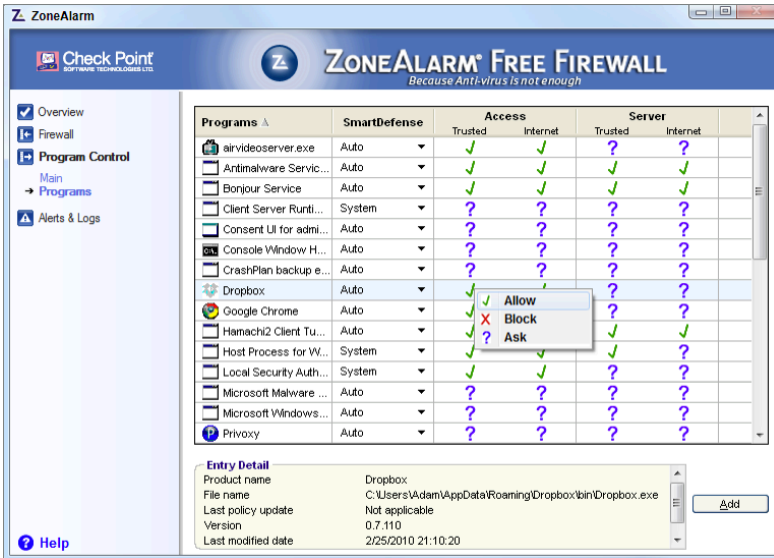 ZoneAlarm
Check Point
SOFTWARE TECHNOLOGIES LTD.
ZONEALARM® FREE FIREWALL
Because Anti-virus is not enough
Overview
Firewall
Program Control
Main
Programs
Alerts & Logs
Help
Programs SmartDefense Access Server
Trusted Internet Trusted Internet
airvideoserver.exe Auto ? ?
Antimalware Servic... Auto
Bonjour Service Auto
Client Server Runti... System ? ? ? ?
Consent UI for admi... Auto ? ? ? ?
Console Window H... Auto ? ? ? ?
CrashPlan backup e... Auto ? ? ? ?
Dropbox Auto ? ?
Google Chrome Auto ? ?
Hamachi2 Client Tu... Auto
Host Process for W... System ?
Local Security Auth... System ? ?
Microsoft Malware ... Auto ? ? ? ?
Microsoft Windows... Auto ? ? ? ?
Privoxy Auto ? ? ? ?
Allow
X Block
? Ask
Entry Detail
Product name Dropbox
File name C:\Users\Adam\AppData\Roaming\Dropbox\bin\Dropbox.exe
Last policy update Not applicable
Version 0.7.110
Last modified date 2/25/2010 21:10:20
Add